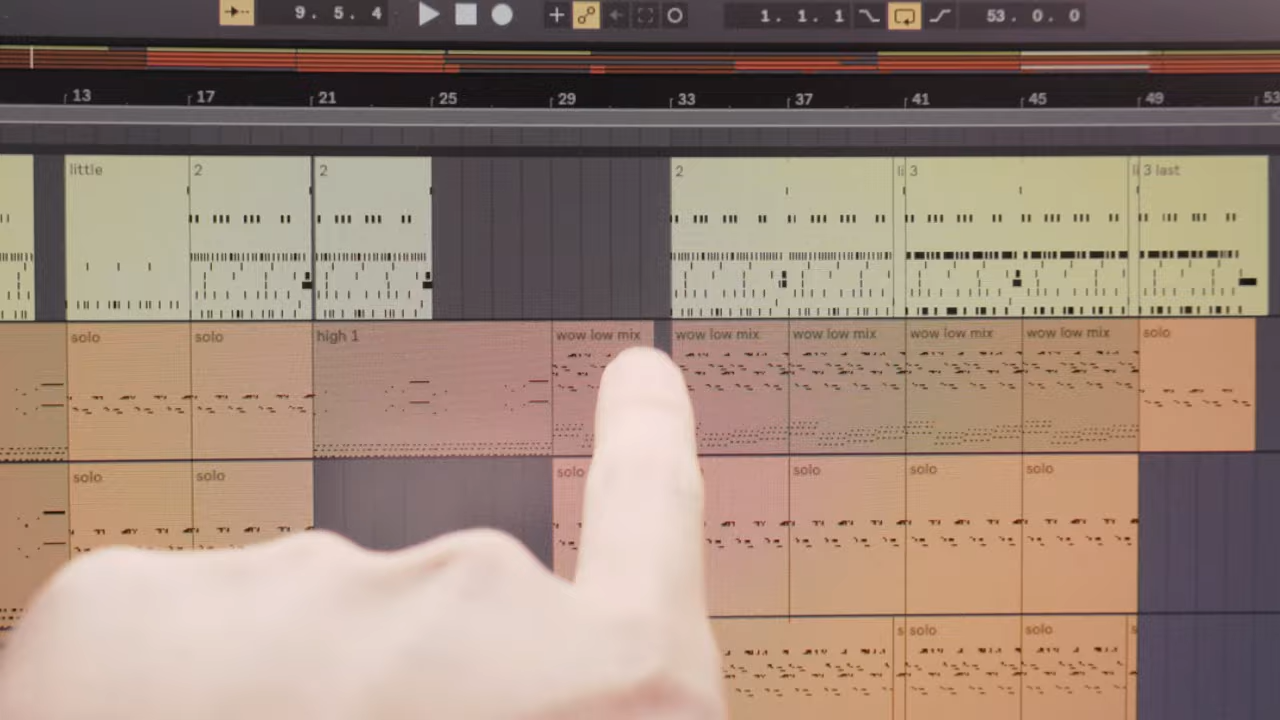 9. 5. 4 1. 1. 1 53. 0. 0
13 17 21 25 29 33 37 41 45 49 53
little 2 2 2 li 3 li 3 last
solo solo high 1 wow low mix wow low mix wow low mix wow low mix wow low mix solo
solo solo solo solo solo solo
s solo solo s